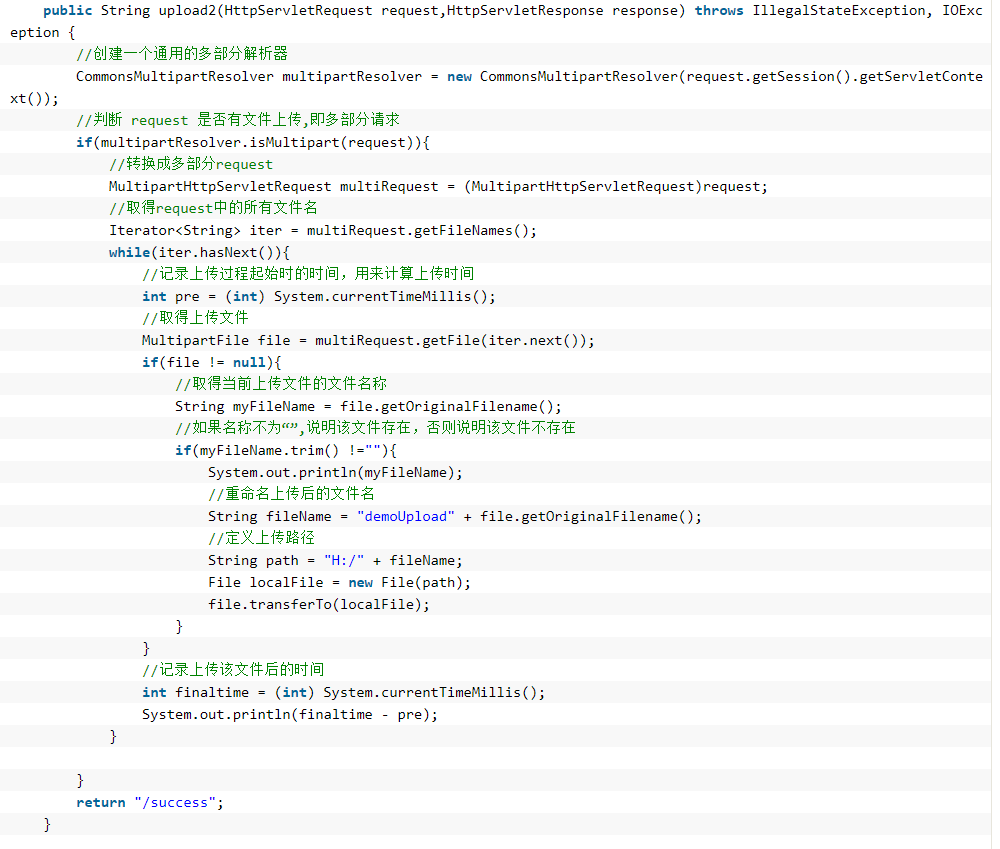 public String upload2(HttpServletRequest request,HttpServletResponse response) throws IllegalStateException, IOExc
eption {
        //创建一个通用的多部分解析器
        CommonsMultipartResolver multipartResolver = new CommonsMultipartResolver(request.getSession().getServletConte
xt());
        //判断 request 是否有文件上传,即多部分请求
        if(multipartResolver.isMultipart(request)){
            //转换成多部分request
            MultipartHttpServletRequest multiRequest = (MultipartHttpServletRequest)request;
            //取得request中的所有文件名
            Iterator<String> iter = multiRequest.getFileNames();
            while(iter.hasNext()){
                //记录上传过程起始时的时间，用来计算上传时间
                int pre = (int) System.currentTimeMillis();
                //取得上传文件
                MultipartFile file = multiRequest.getFile(iter.next());
                if(file != null){
                    //取得当前上传文件的文件名称
                    String myFileName = file.getOriginalFilename();
                    //如果名称不为“”,说明该文件存在，否则说明该文件不存在
                    if(myFileName.trim() !=""){
                        System.out.println(myFileName);
                        //重命名上传后的文件名
                        String fileName = "demoUpload" + file.getOriginalFilename();
                        //定义上传路径
                        String path = "H:/" + fileName;
                        File localFile = new File(path);
                        file.transferTo(localFile);
                    }
                }
                //记录上传该文件后的时间
                int finaltime = (int) System.currentTimeMillis();
                System.out.println(finaltime - pre);
            }

        }
        return "/success";
    }